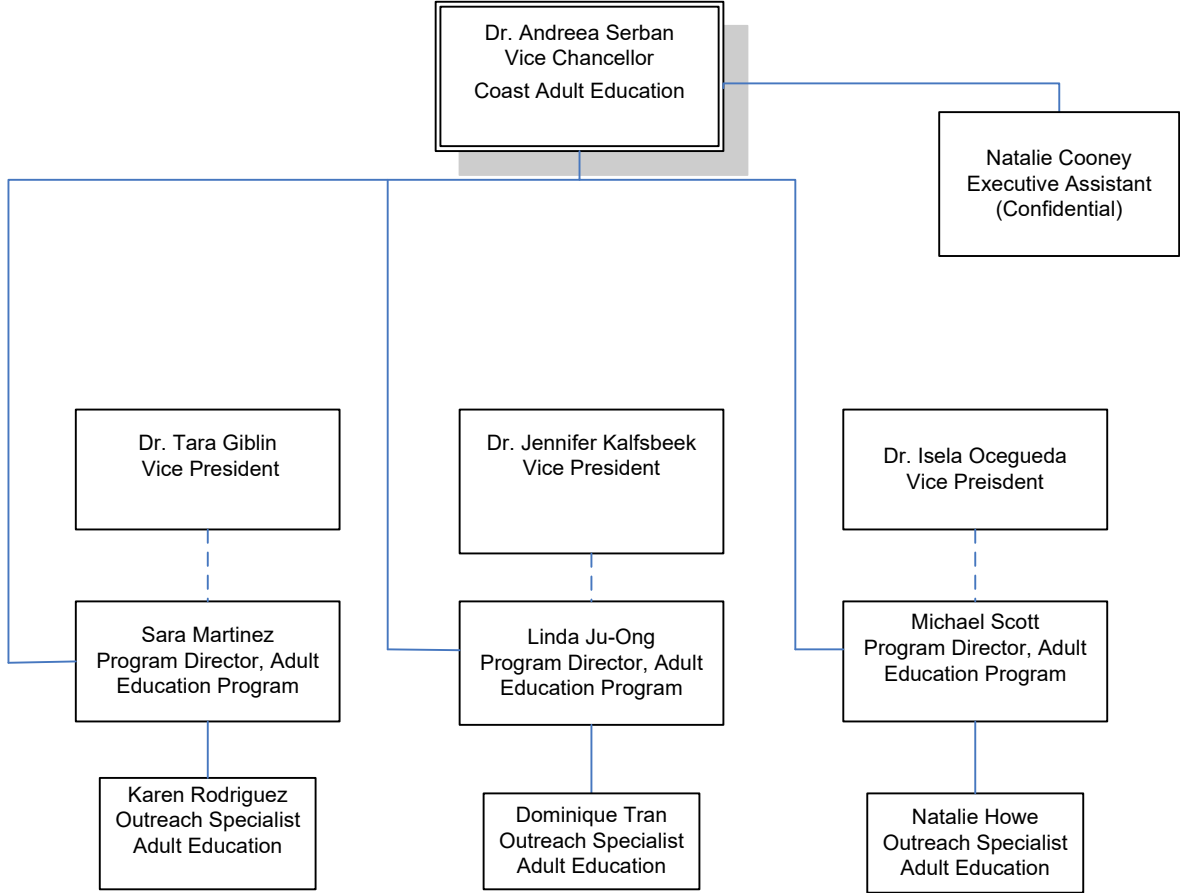 Dr. Andreea Serban
Vice Chancellor
Coast Adult Education
Natalie Cooney
Executive Assistant
(Confidential)
Dr. Tara Giblin
Vice President
Dr. Jennifer Kalfsbeek
Vice President
Dr. Isela Ocegueda
Vice Preisdent
Sara Martinez
Program Director, Adult
Education Program
Linda Ju-Ong
Program Director, Adult
Education Program
Michael Scott
Program Director, Adult
Education Program
Karen Rodriguez
Outreach Specialist
Adult Education
Dominique Tran
Outreach Specialist
Adult Education
Natalie Howe
Outreach Specialist
Adult Education